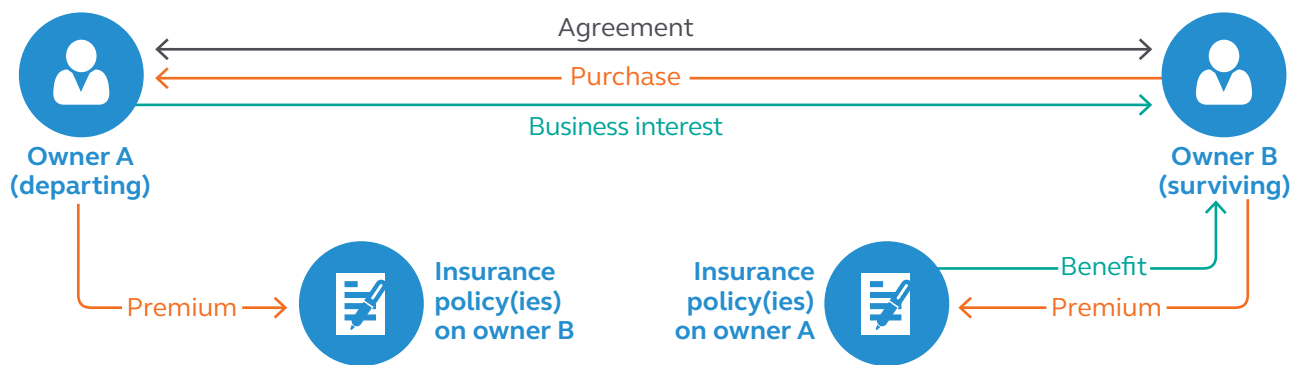 Agreement
Purchase
Business interest
Owner A
(departing)
Owner B
(surviving)
Premium
Insurance
policy(ies)
on owner B
Insurance
policy(ies)
on owner A
Benefit
Premium